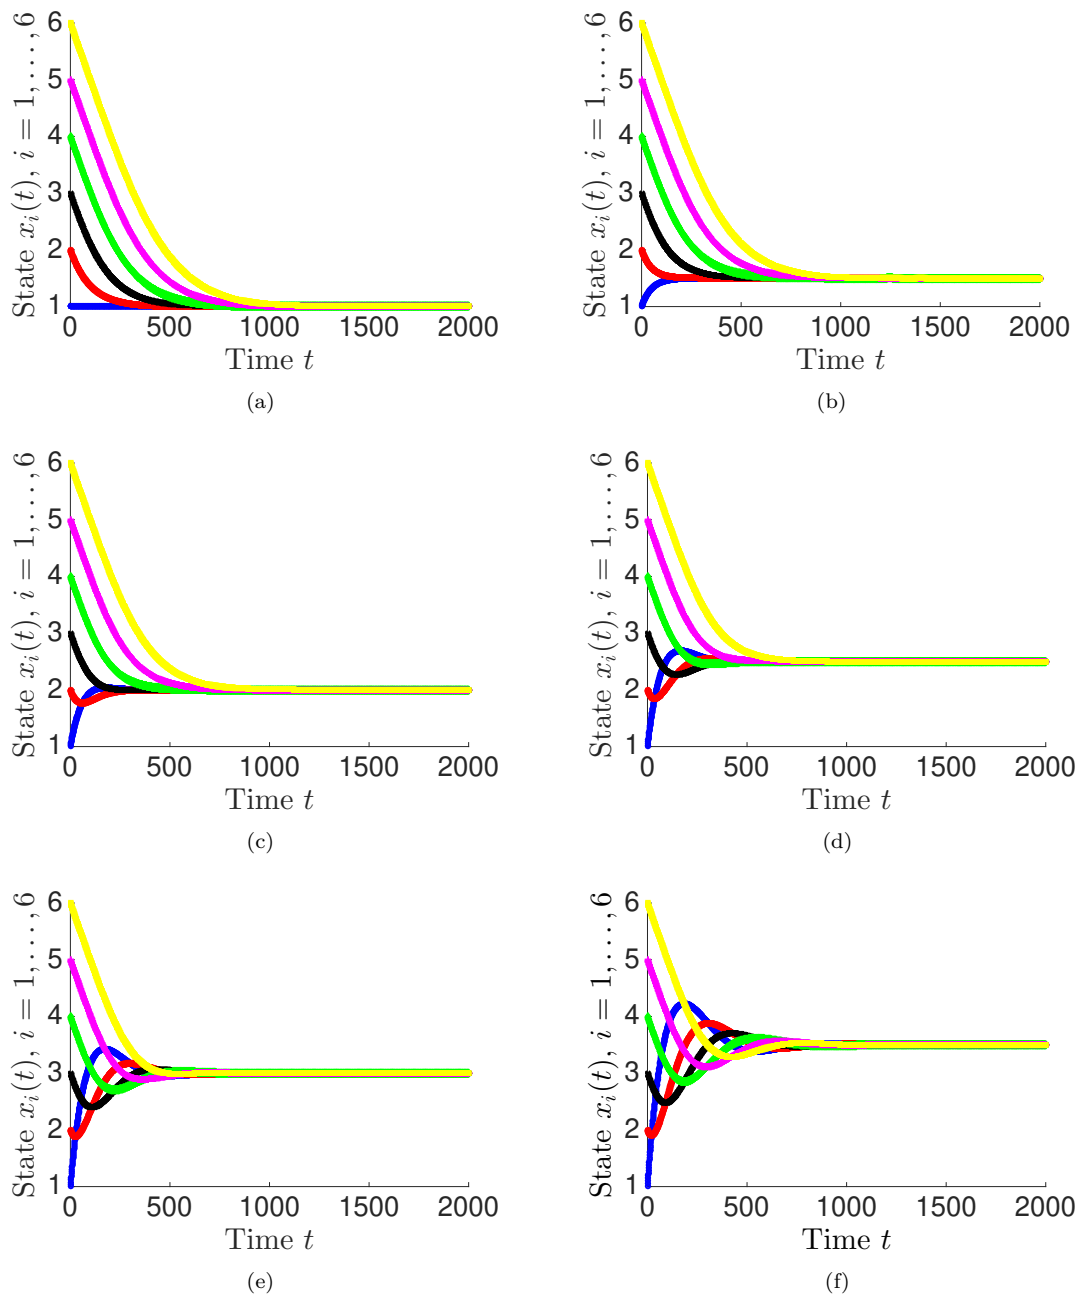 State x_i(t), i = 1, ..., 6
6
5
4
3
2
1
0 500 1000 1500 2000
Time t
(a)
State x_i(t), i = 1, ..., 6
6
5
4
3
2
1
0 500 1000 1500 2000
Time t
(b)
State x_i(t), i = 1, ..., 6
6
5
4
3
2
1
0 500 1000 1500 2000
Time t
(c)
State x_i(t), i = 1, ..., 6
6
5
4
3
2
1
0 500 1000 1500 2000
Time t
(d)
State x_i(t), i = 1, ..., 6
6
5
4
3
2
1
0 500 1000 1500 2000
Time t
(e)
State x_i(t), i = 1, ..., 6
6
5
4
3
2
1
0 500 1000 1500 2000
Time t
(f)